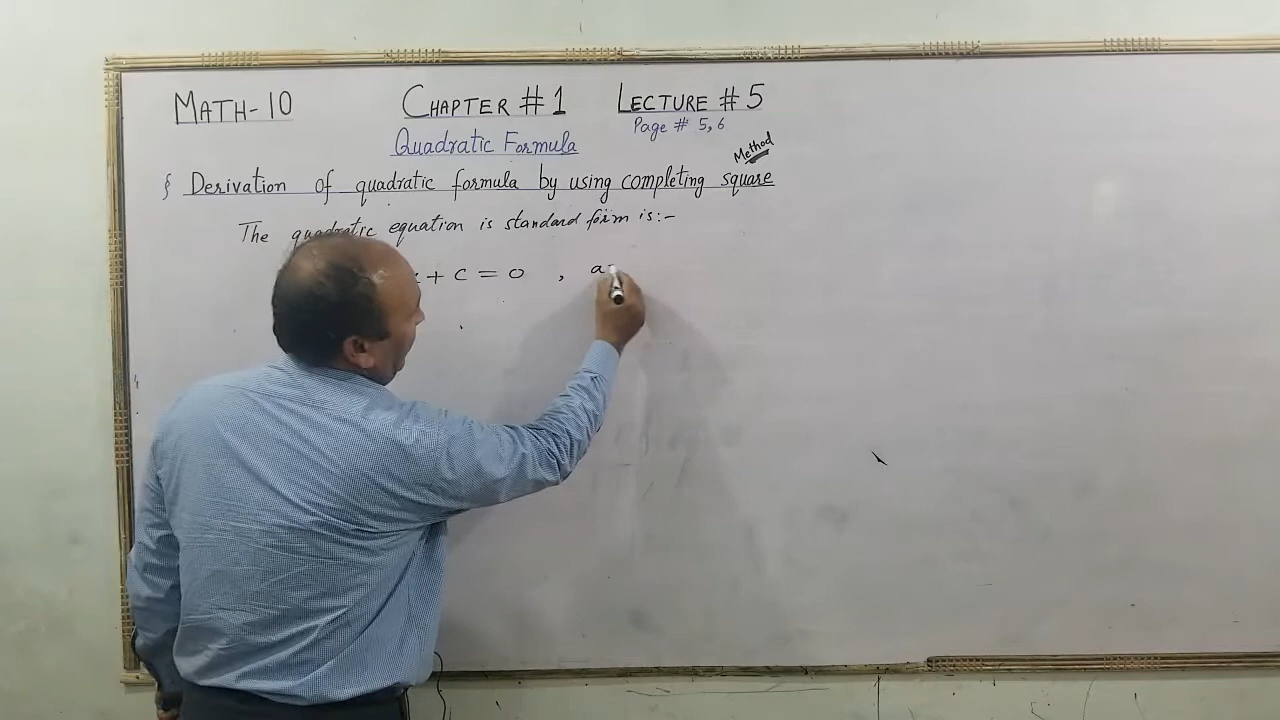 MATH-10 CHAPTER #1 LECTURE #5
Page # 5,6
Quadratic Formula
Method
Derivation of quadratic formula by using completing square
The quadratic equation is standard form is:-
+ c = 0 , a